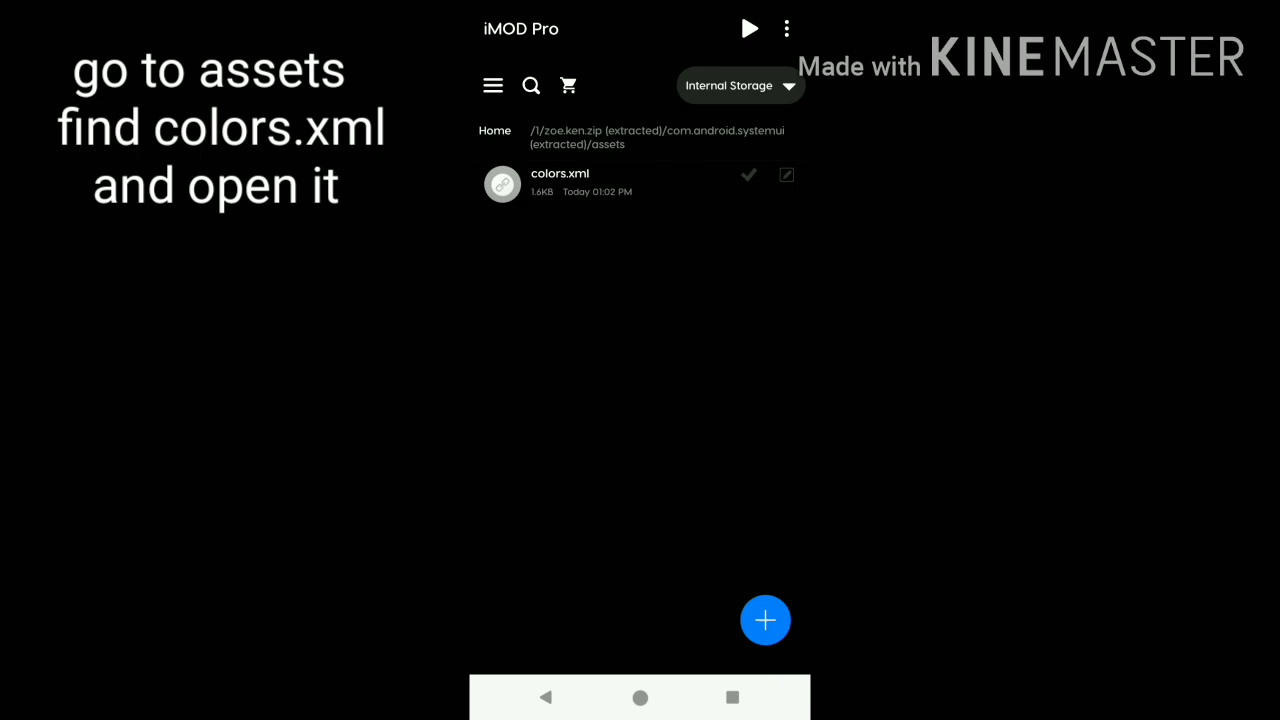 go to assets
find colors.xml
and open it
iMOD Pro
Made with KINEMASTER
Internal Storage
Home
/1/zoe.ken.zip (extracted)/com.android.systemui
(extracted)/assets
colors.xml
1.6KB Today 01:02 PM